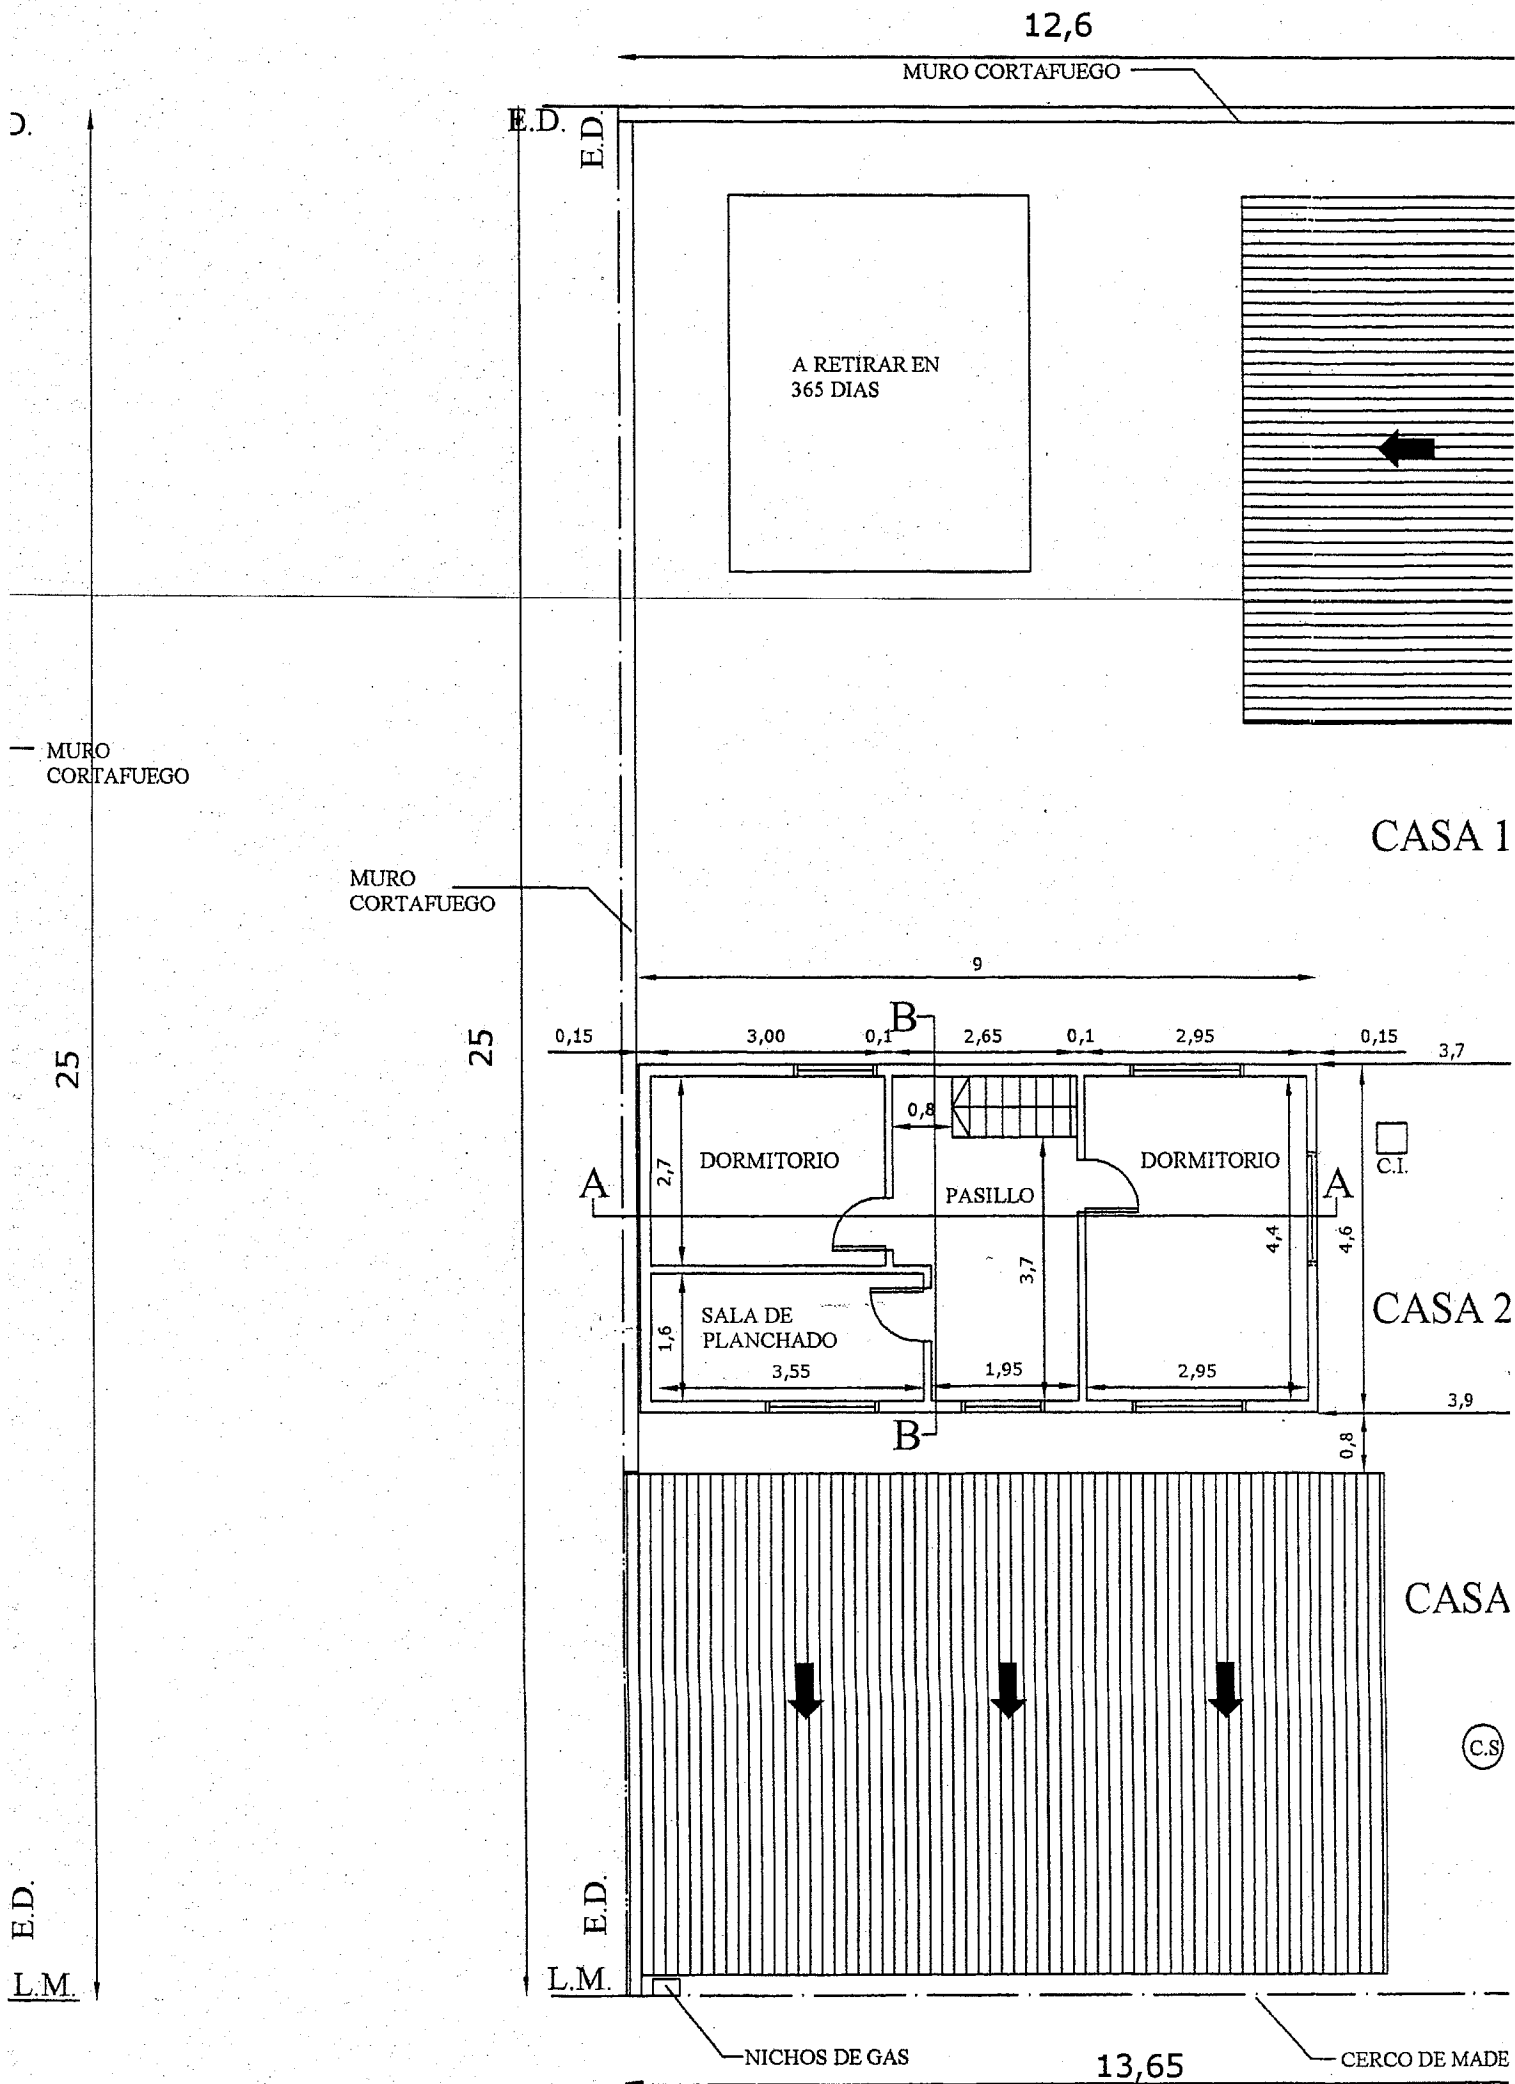 12,6
MURO CORTAFUEGO
D.
E.D.
E.D.
A RETIRAR EN
365 DIAS
MURO
CORTAFUEGO
CASA 1
MURO
CORTAFUEGO
9
B
0,15
3,00
0,1
2,65
0,1
2,95
0,15
3,7
25
25
0,8
DORMITORIO
2,7
DORMITORIO
C.I.
A
PASILLO
A
4,4
4,6
3,7
SALA DE
PLANCHADO
1,6
CASA 2
3,55
1,95
2,95
3,9
B
0,8
CASA
C.S
E.D.
E.D.
L.M.
L.M.
NICHOS DE GAS
13,65
CERCO DE MADE